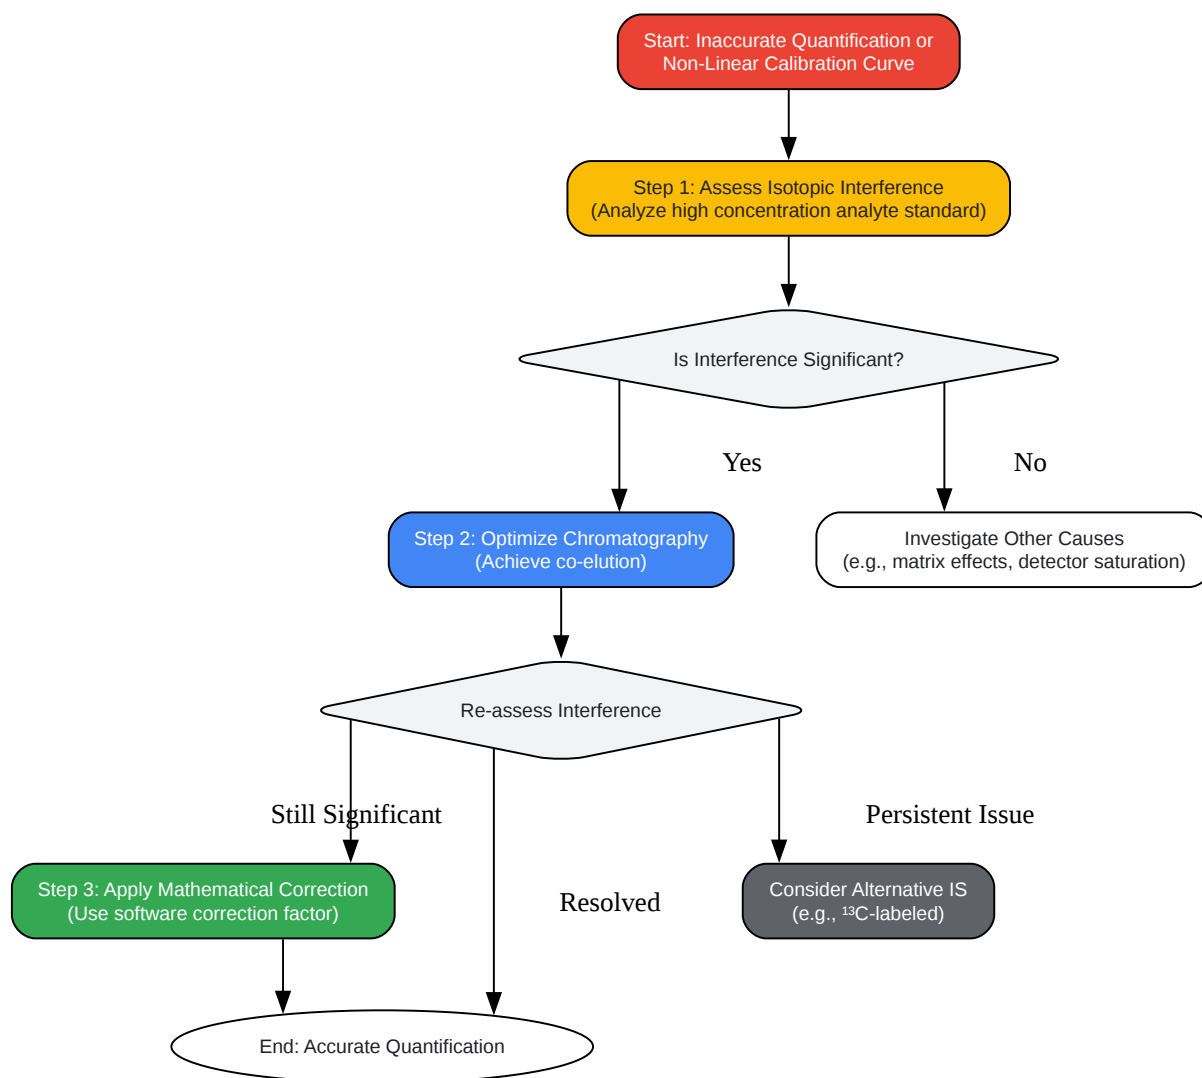 Start: Inaccurate Quantification or
Non-Linear Calibration Curve
Step 1: Assess Isotopic Interference
(Analyze high concentration analyte standard)
Is Interference Significant?
Yes
No
Step 2: Optimize Chromatography
(Achieve co-elution)
Investigate Other Causes
(e.g., matrix effects, detector saturation)
Re-assess Interference
Still Significant
Persistent Issue
Step 3: Apply Mathematical Correction
(Use software correction factor)
Resolved
Consider Alternative IS
(e.g., ¹³C-labeled)
End: Accurate Quantification